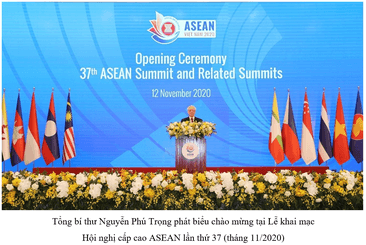 ASEAN
VIET NAM 2020
Opening Ceremony
37th ASEAN Summit and Related Summits
12 November 2020
Tổng bí thư Nguyễn Phú Trọng phát biểu chào mừng tại Lễ khai mạc
Hội nghị cấp cao ASEAN lần thứ 37 (tháng 11/2020)